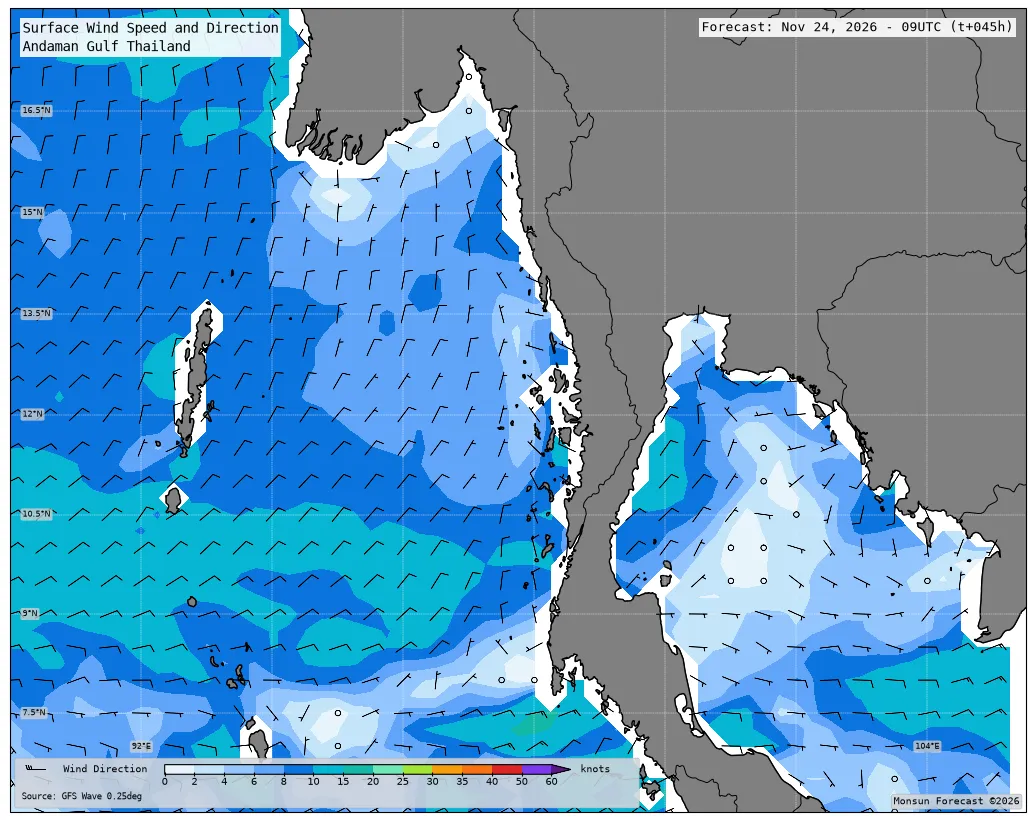 Surface Wind Speed and Direction
Andaman Gulf Thailand
Forecast: Nov 24, 2026 - 09UTC (t+045h)
16.5°N
15°N
13.5°N
12°N
10.5°N
9°N
7.5°N
92°E
104°E
Wind Direction
knots
0 2 4 6 8 10 15 20 25 30 35 40 50 60
Source: GFS Wave 0.25deg
Monsun Forecast ©2026